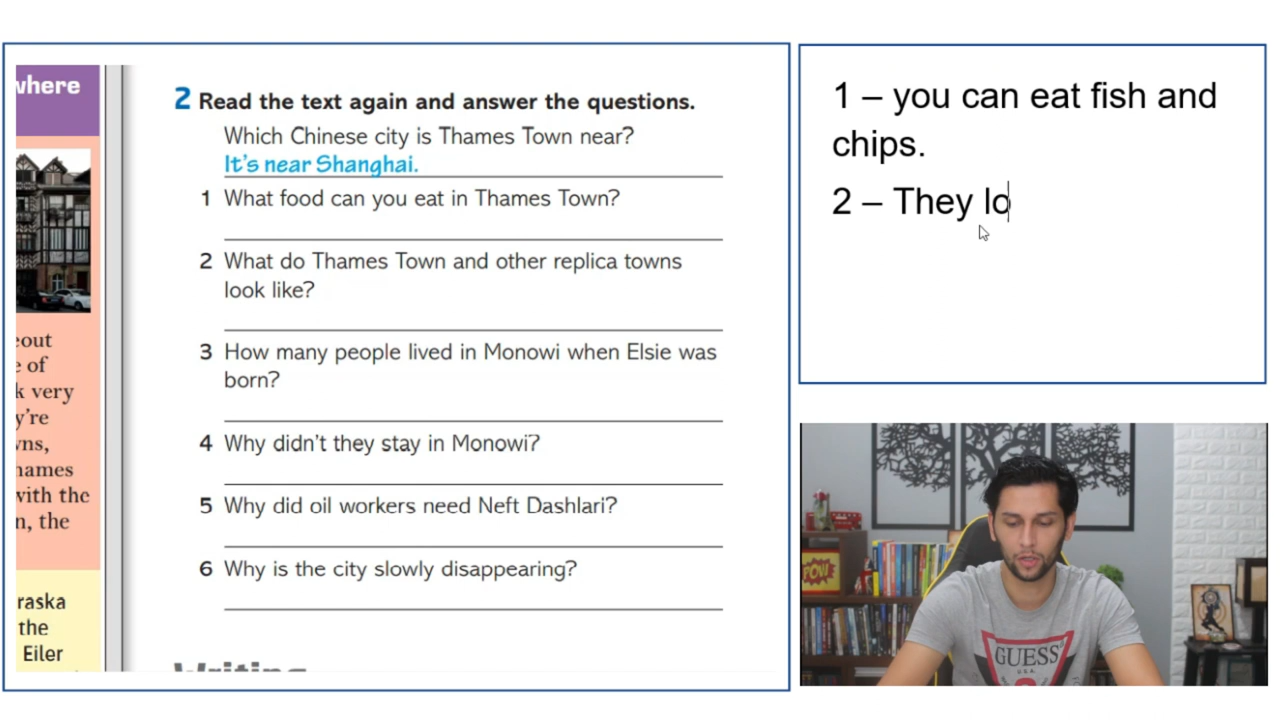 where
eout
e of
k very
y're
wns,
hames
with the
n, the
raska
the
Eiler
2 Read the text again and answer the questions.
Which Chinese city is Thames Town near?
It's near Shanghai.
1 What food can you eat in Thames Town?
2 What do Thames Town and other replica towns
look like?
3 How many people lived in Monowi when Elsie was
born?
4 Why didn't they stay in Monowi?
5 Why did oil workers need Neft Dashlari?
6 Why is the city slowly disappearing?
Writing
1 – you can eat fish and
chips.
2 – They lo
POW!
GUESS